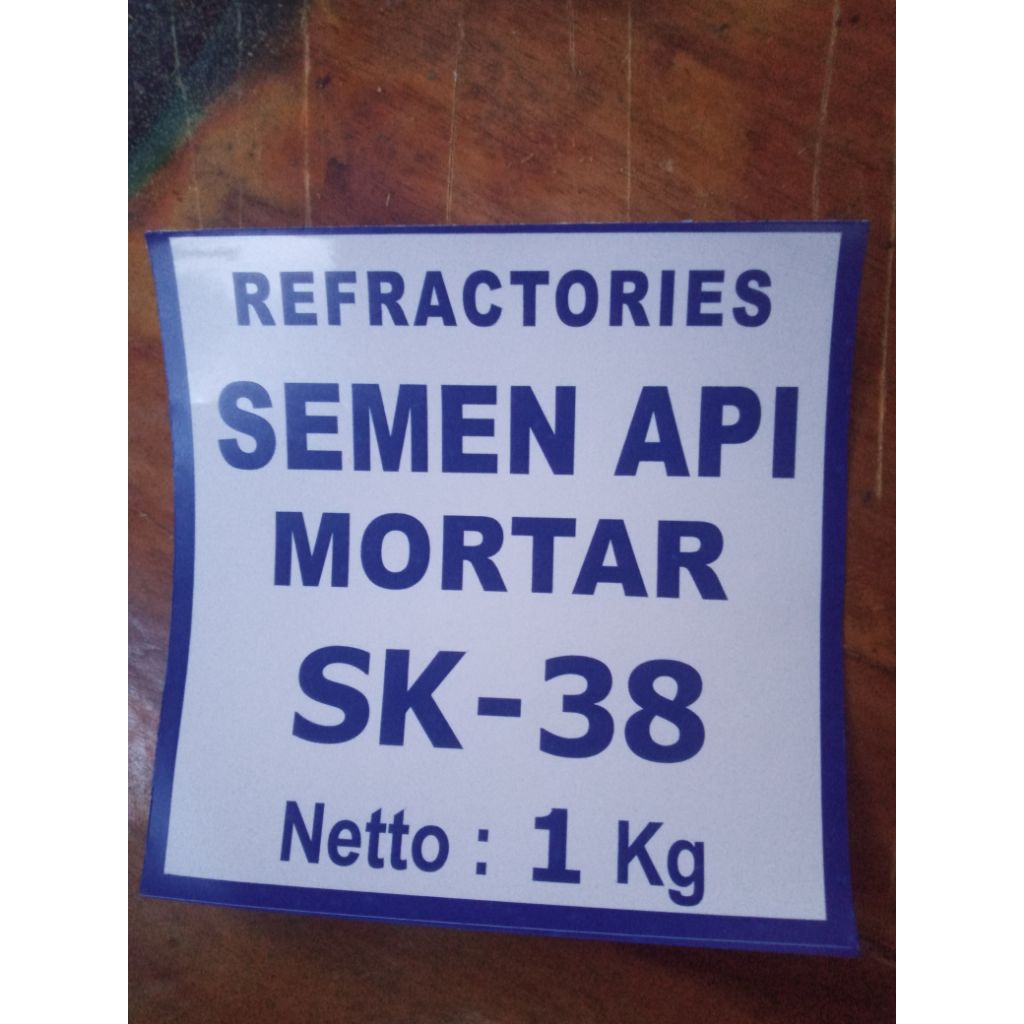 REFRACTORIES
SEMEN API
MORTAR
SK-38
Netto : 1 Kg